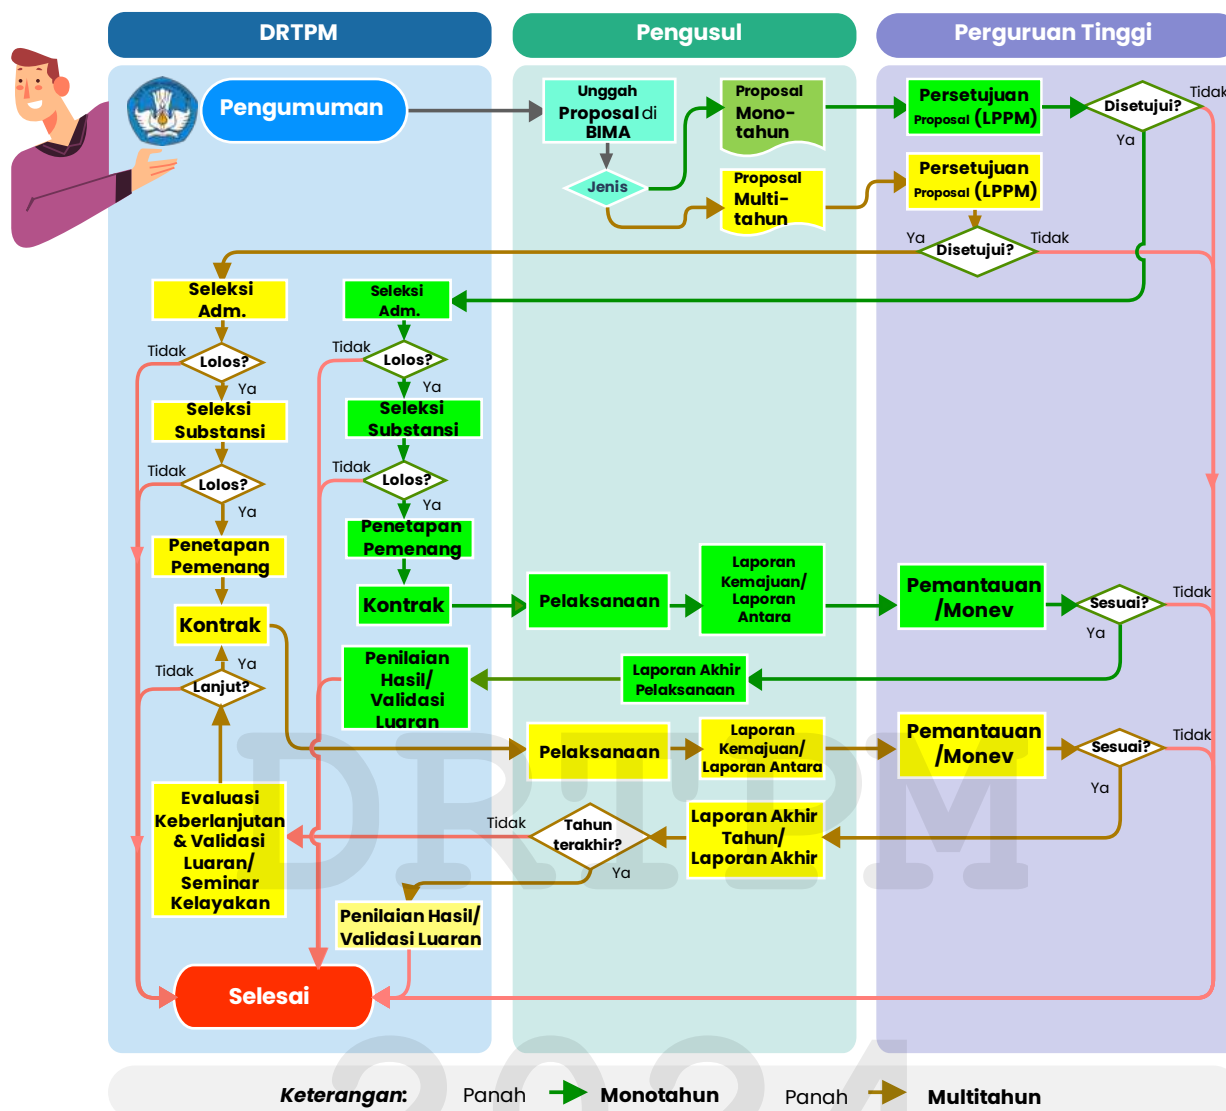 DRTPM
Pengusul
Perguruan Tinggi
Pengumuman
Unggah
Proposal di
BIMA
Jenis
Proposal
Mono-
tahun
Proposal
Multi-
tahun
Persetujuan
Proposal (LPPM)
Disetujui?
Tidak
Ya
Persetujuan
Proposal (LPPM)
Ya
Disetujui?
Tidak
Seleksi
Adm.
Tidak
Lolos?
Ya
Seleksi
Substansi
Tidak
Lolos?
Ya
Penetapan
Pemenang
Kontrak
Tidak
Ya
Lanjut?
Evaluasi
Keberlanjutan
& Validasi
Luaran/
Seminar
Kelayakan
Seleksi
Adm.
Tidak
Lolos?
Ya
Seleksi
Substansi
Tidak
Lolos?
Ya
Penetapan
Pemenang
Kontrak
Pelaksanaan
Laporan
Kemajuan/
Laporan
Antara
Pemantauan
/Monev
Sesuai?
Tidak
Ya
Laporan Akhir
Pelaksanaan
Penilaian
Hasil/
Validasi
Luaran
Pelaksanaan
Laporan
Kemajuan/
Laporan Antara
Pemantauan
/Monev
Sesuai?
Tidak
Ya
Laporan Akhir
Tahun/
Laporan Akhir
Tahun
terakhir?
Tidak
Ya
Penilaian Hasil/
Validasi Luaran
Selesai
DRTPM
2024
Keterangan:
Panah
Monotahun
Panah
Multitahun